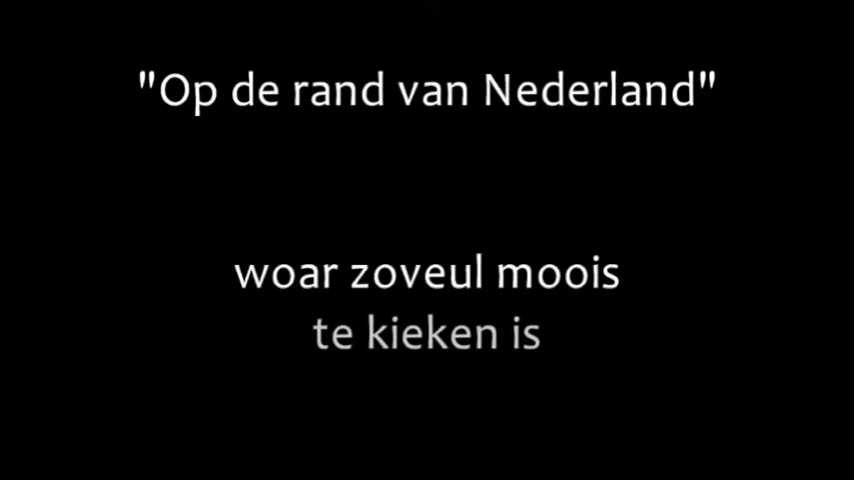 "Op de rand van Nederland"
woar zoveul moois
te kieken is